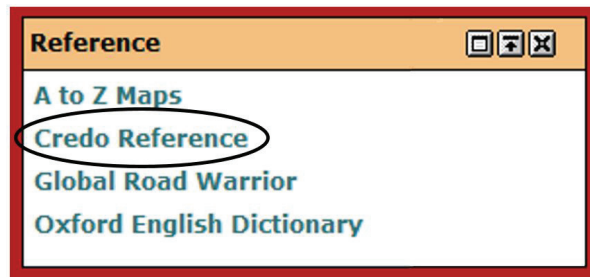 Reference
A to Z Maps
Credo Reference
Global Road Warrior
Oxford English Dictionary